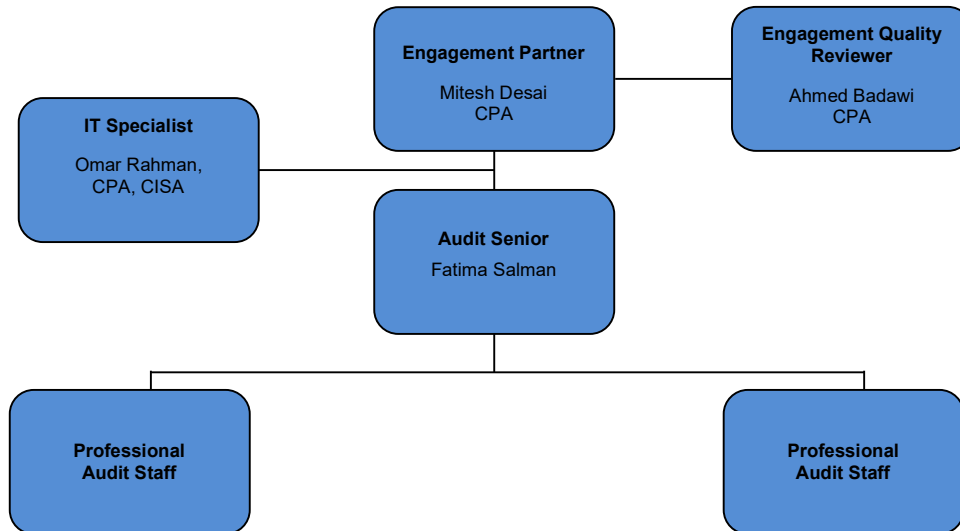 Engagement Partner
Mitesh Desai
CPA
Engagement Quality
Reviewer
Ahmed Badawi
CPA
IT Specialist
Omar Rahman,
CPA, CISA
Audit Senior
Fatima Salman
Professional
Audit Staff
Professional
Audit Staff